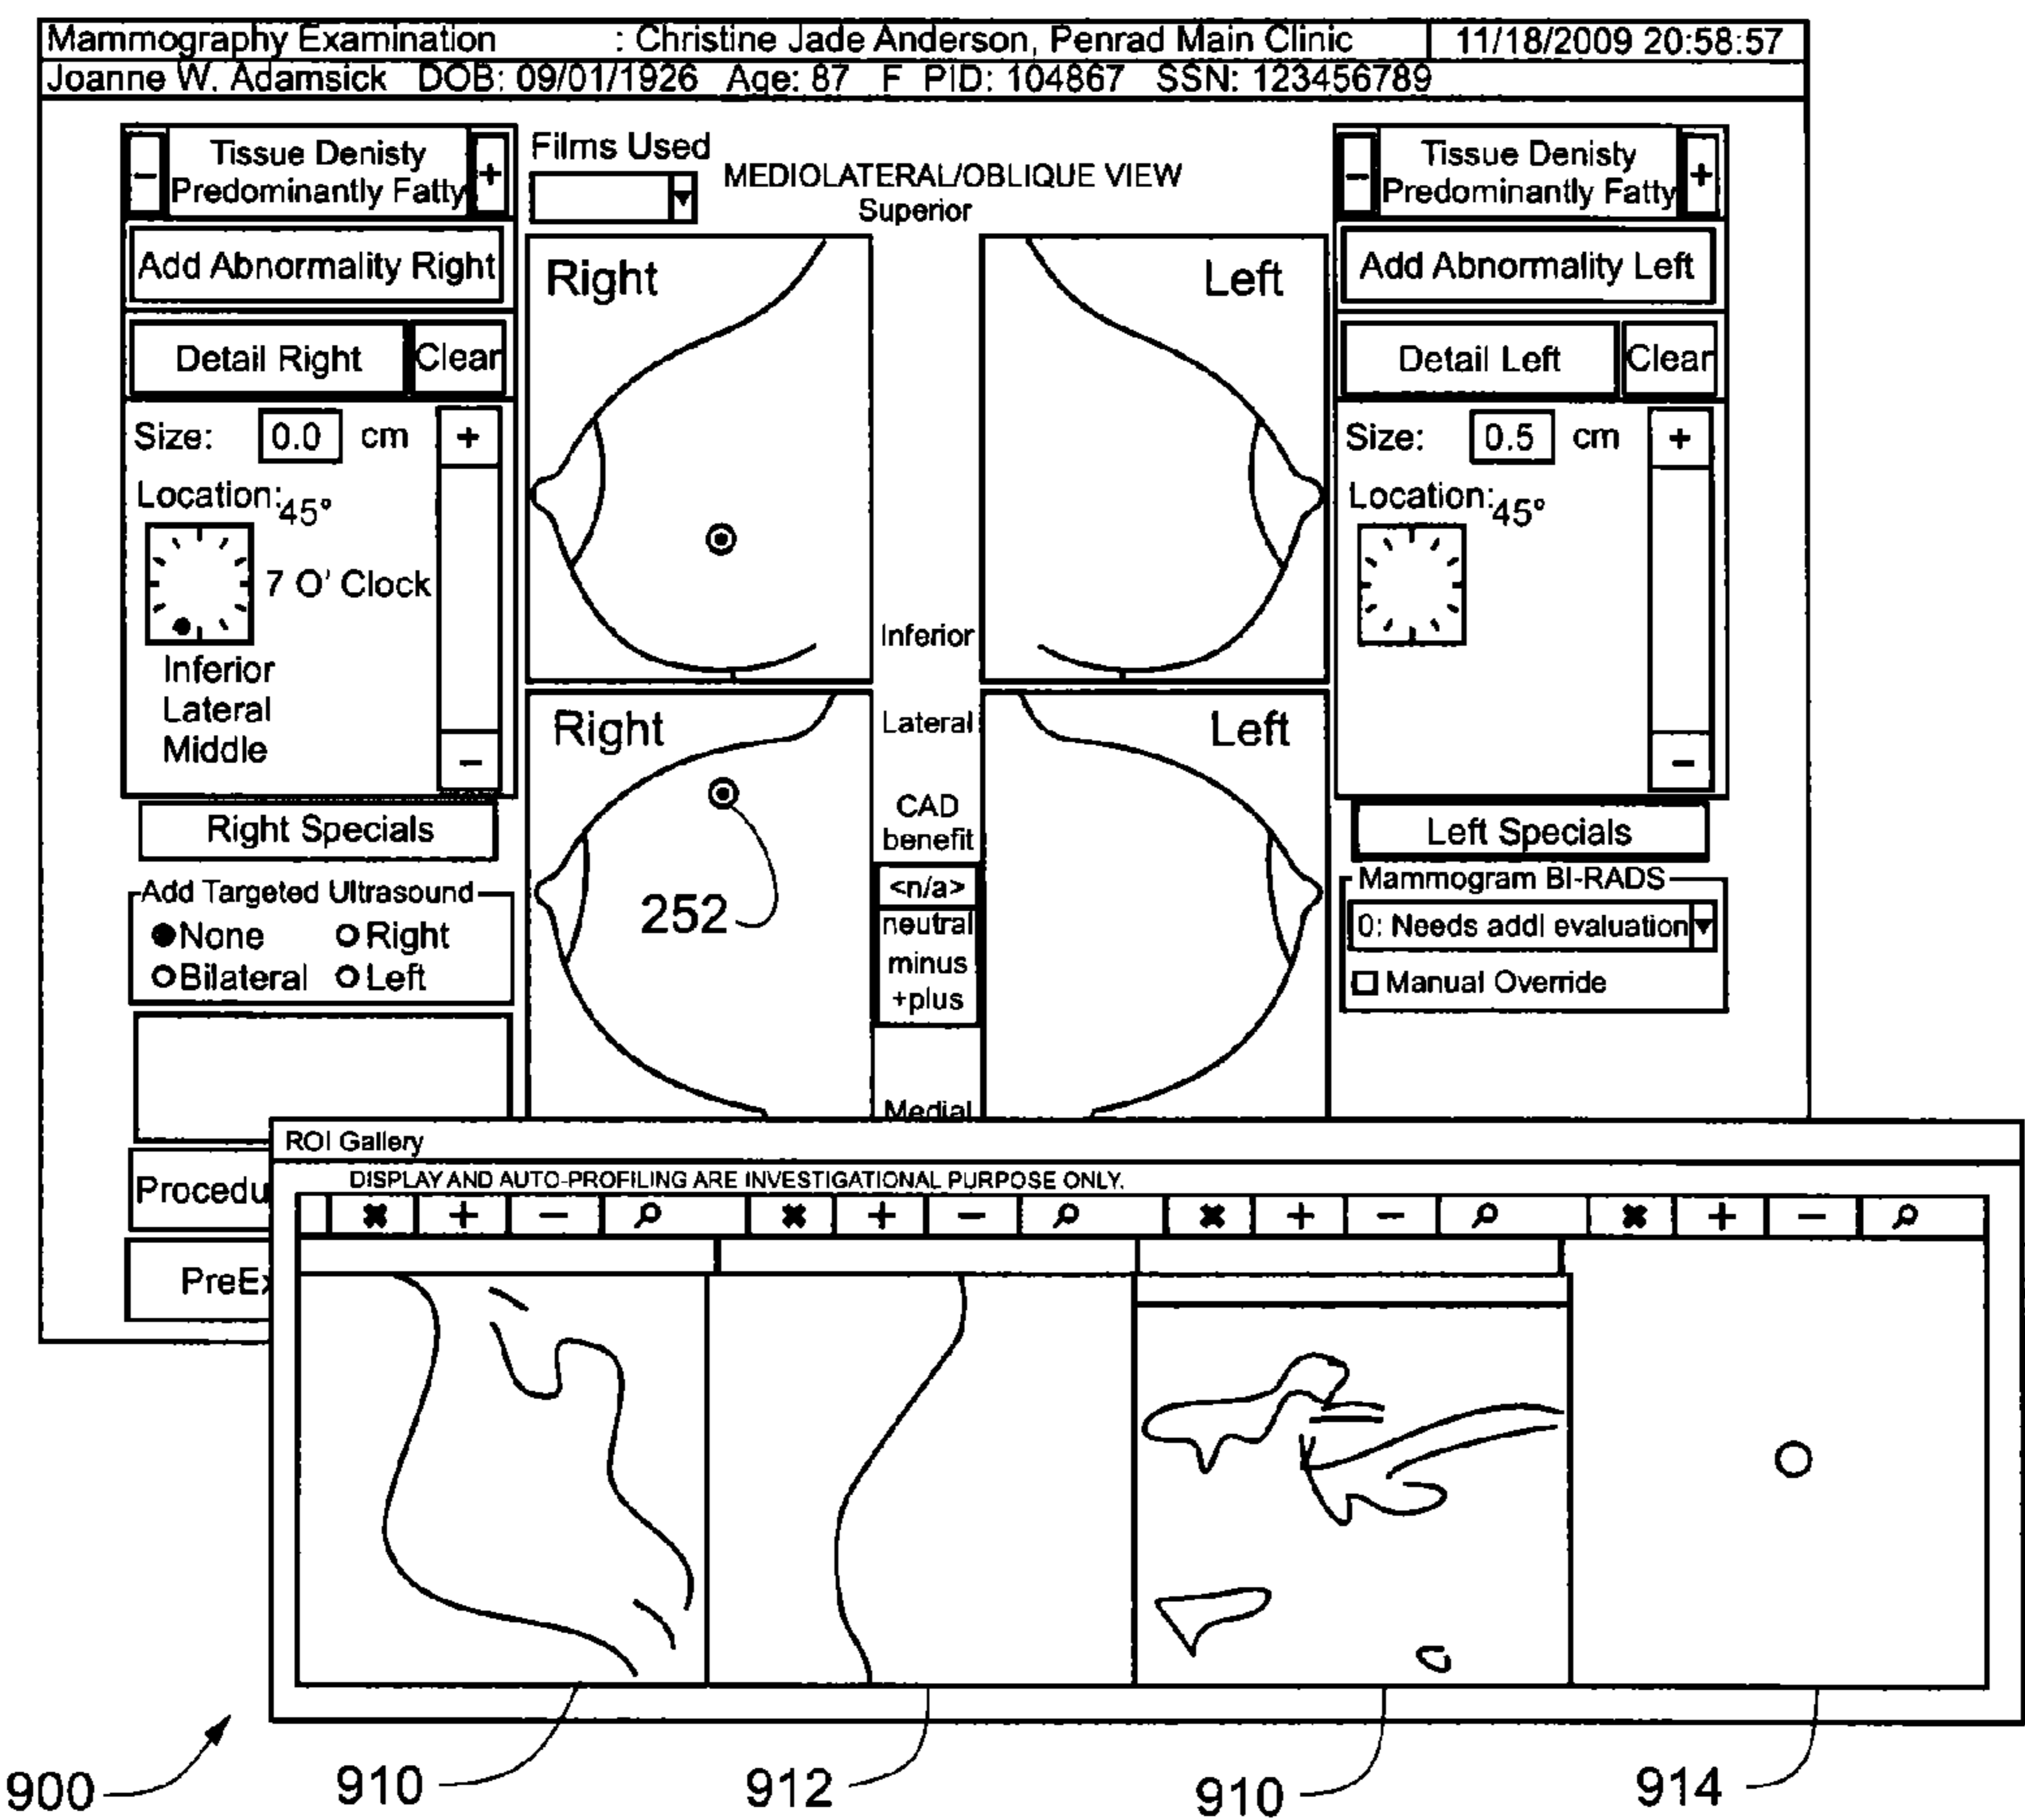 Mammography Examination : Christine Jade Anderson, Penrad Main Clinic 11/18/2009 20:58:57
Joanne W. Adamsick DOB: 09/01/1926 Age: 87 F PID: 104867 SSN: 123456789
- Tissue Denisty +
Predominantly Fatty
Add Abnormality Right
Detail Right Clear
Size: 0.0 cm +
Location: 45°
7 O' Clock
Inferior
Lateral
Middle
-
Right Specials
Add Targeted Ultrasound
None Right
Bilateral Left
Procedu
PreEx
Films Used
MEDIOLATERAL/OBLIQUE VIEW
Superior
Right Left
Inferior
Right Lateral Left
CAD
benefit
<n/a>
neutral
minus
+plus
252
Medial
- Tissue Denisty +
Predominantly Fatty
Add Abnormality Left
Detail Left Clear
Size: 0.5 cm +
Location: 45°
-
Left Specials
Mammogram BI-RADS
0: Needs addl evaluation
Manual Override
ROI Gallery
DISPLAY AND AUTO-PROFILING ARE INVESTIGATIONAL PURPOSE ONLY.
+ - + - + - + -
900 910 912 910 914